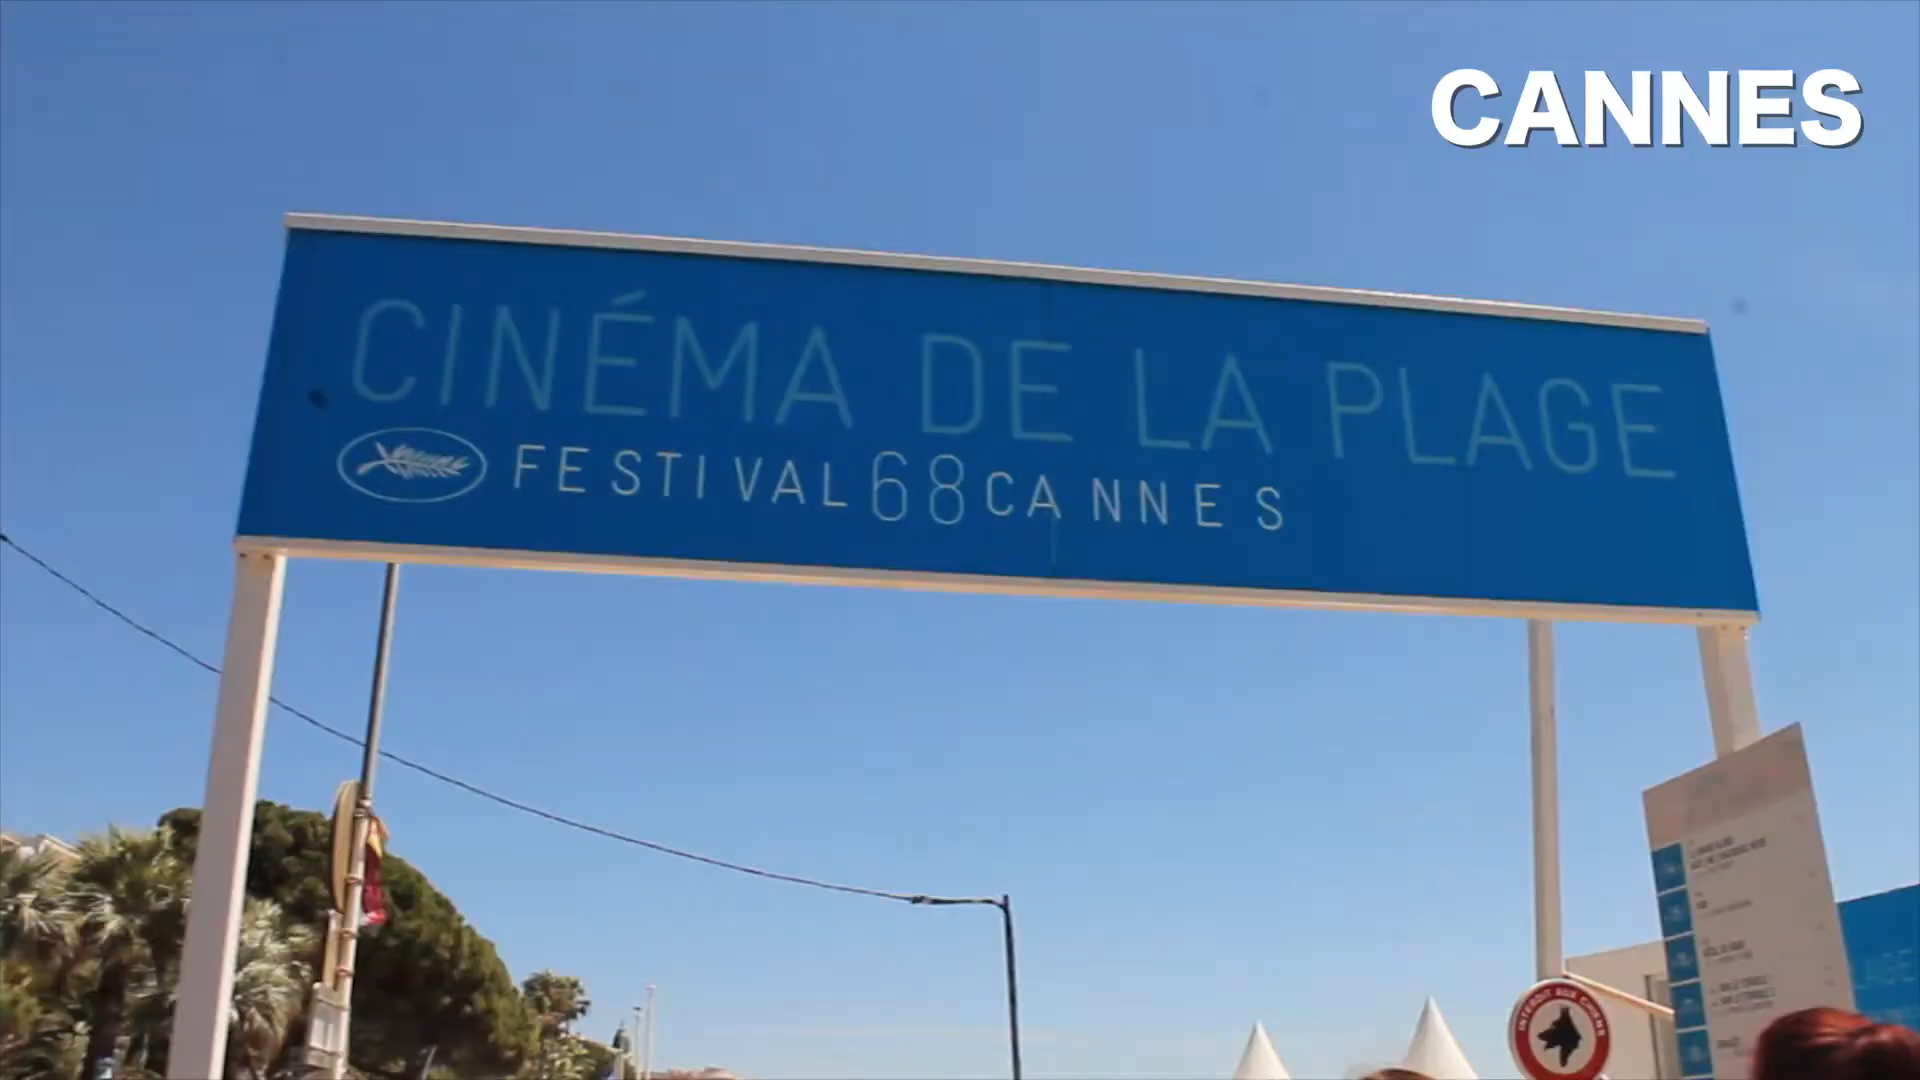 CANNES
CINÉMA DE LA PLAGE
FESTIVAL 68 CANNES
INTERDIT AUX CHIENS